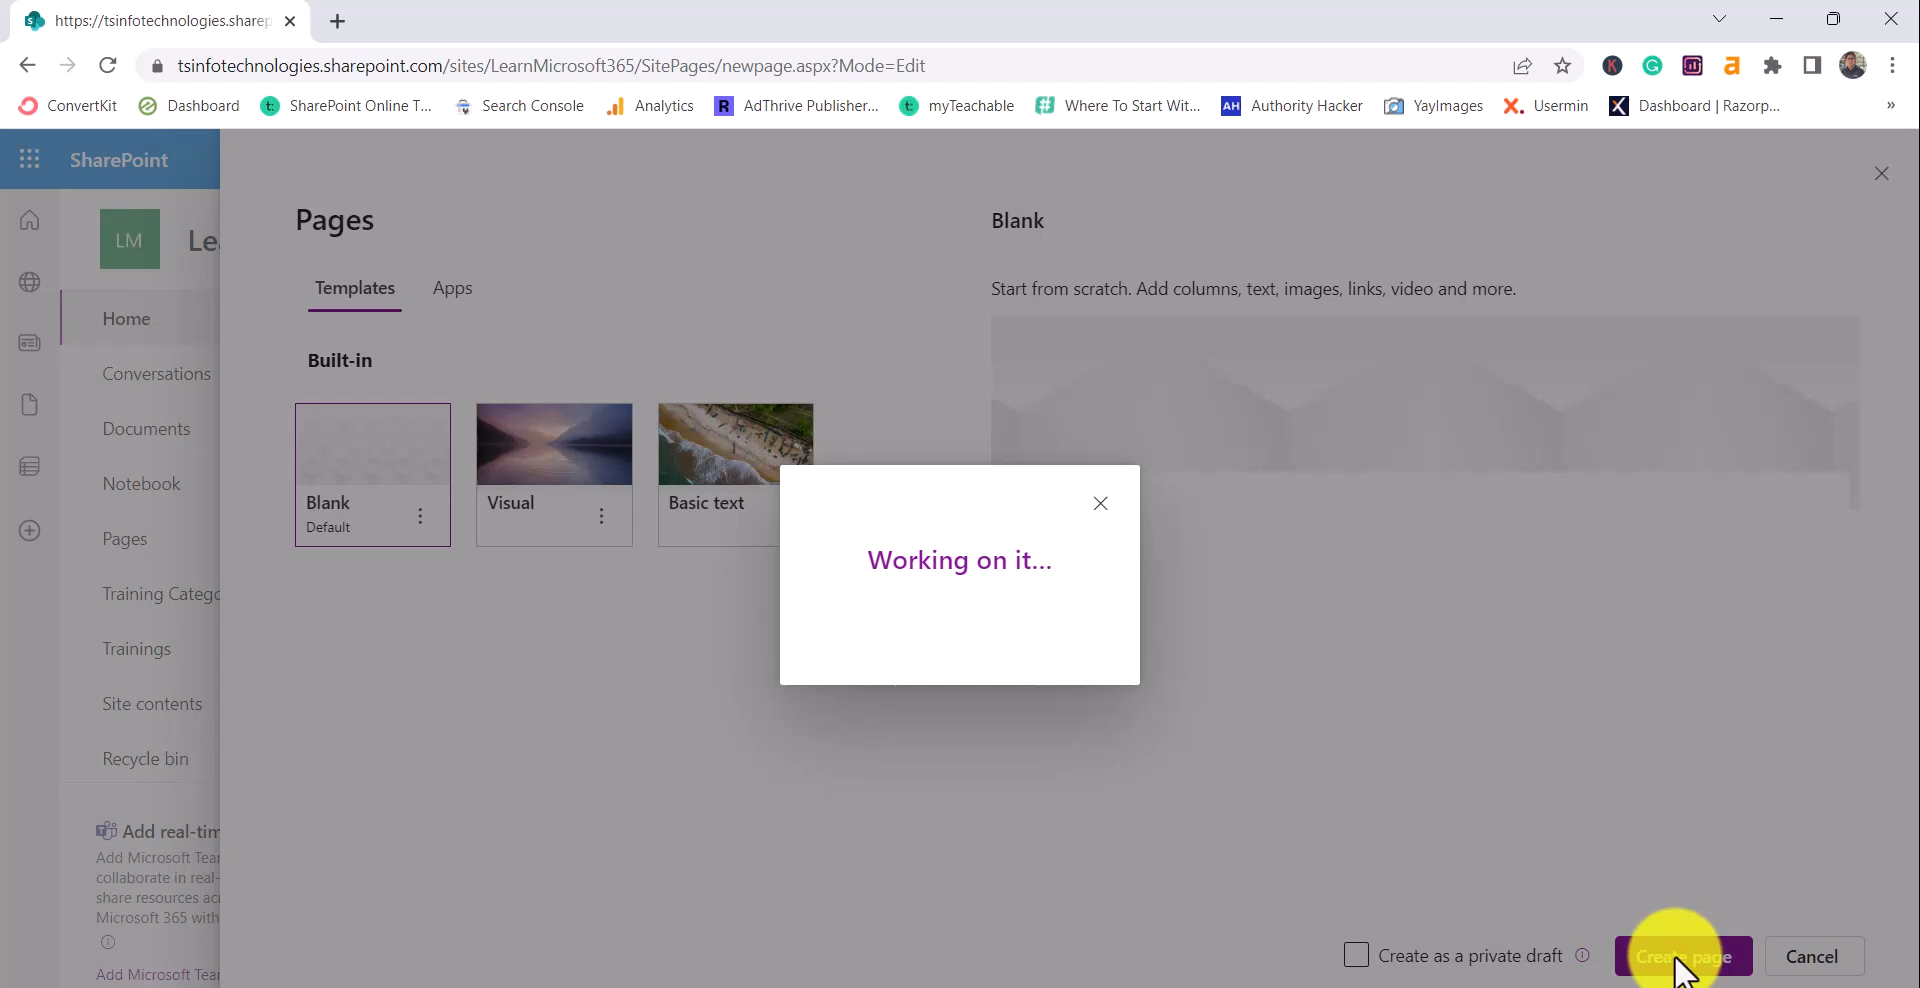 https://tsinfotechnologies.sharep
tsinfotechnologies.sharepoint.com/sites/LearnMicrosoft365/SitePages/newpage.aspx?Mode=Edit
ConvertKit
Dashboard
SharePoint Online T...
Search Console
Analytics
AdThrive Publisher...
myTeachable
Where To Start Wit...
Authority Hacker
YayImages
Usermin
Dashboard | Razorp...
»
SharePoint
LM
Lea
Home
Conversations
Documents
Notebook
Pages
Training Catego
Trainings
Site contents
Recycle bin
Add real-tim
Add Microsoft Tear
collaborate in real-
share resources acr
Microsoft 365 with
Add Microsoft Tear
Pages
Templates
Apps
Built-in
Blank
Default
Visual
Basic text
Blank
Start from scratch. Add columns, text, images, links, video and more.
Working on it...
Create as a private draft
Create page
Cancel